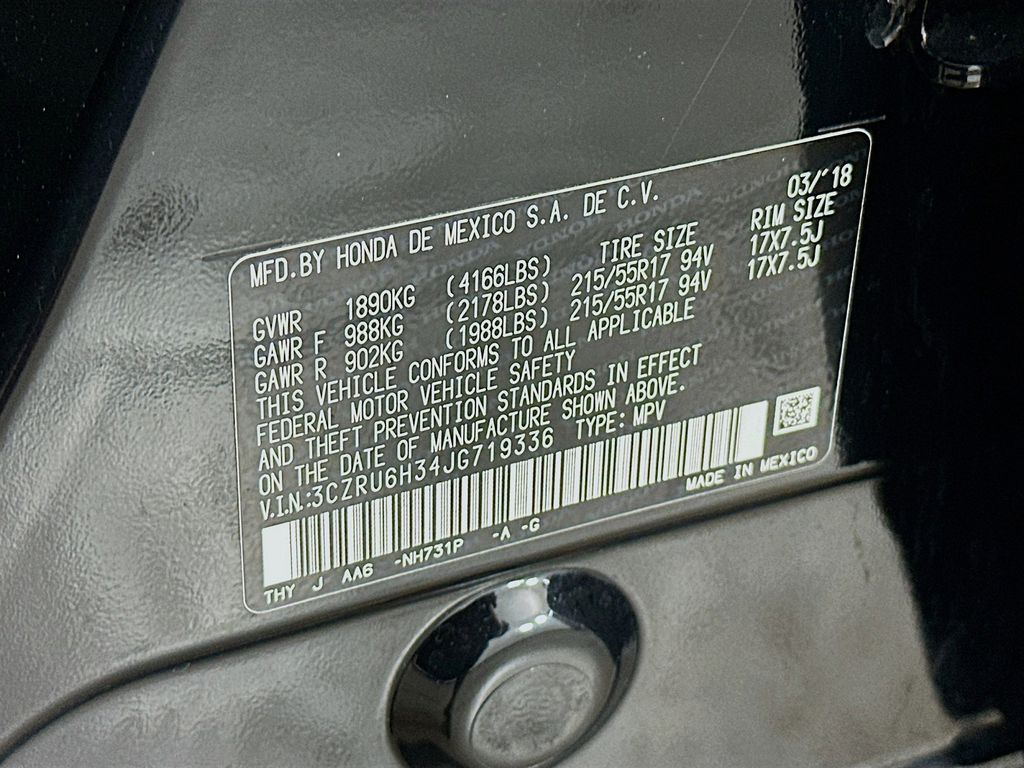 MFD.BY HONDA DE MEXICO S.A. DE C.V. 03/'18
TIRE SIZE RIM SIZE
GVWR 1890KG (4166LBS)
GAWR F 988KG (2178LBS) 215/55R17 94V 17X7.5J
GAWR R 902KG (1988LBS) 215/55R17 94V 17X7.5J
THIS VEHICLE CONFORMS TO ALL APPLICABLE
FEDERAL MOTOR VEHICLE SAFETY
AND THEFT PREVENTION STANDARDS IN EFFECT
ON THE DATE OF MANUFACTURE SHOWN ABOVE.
V.I.N.:3CZRU6H34JG719336 TYPE:MPV
MADE IN MEXICO
THY J AA6 -NH731P -A -G